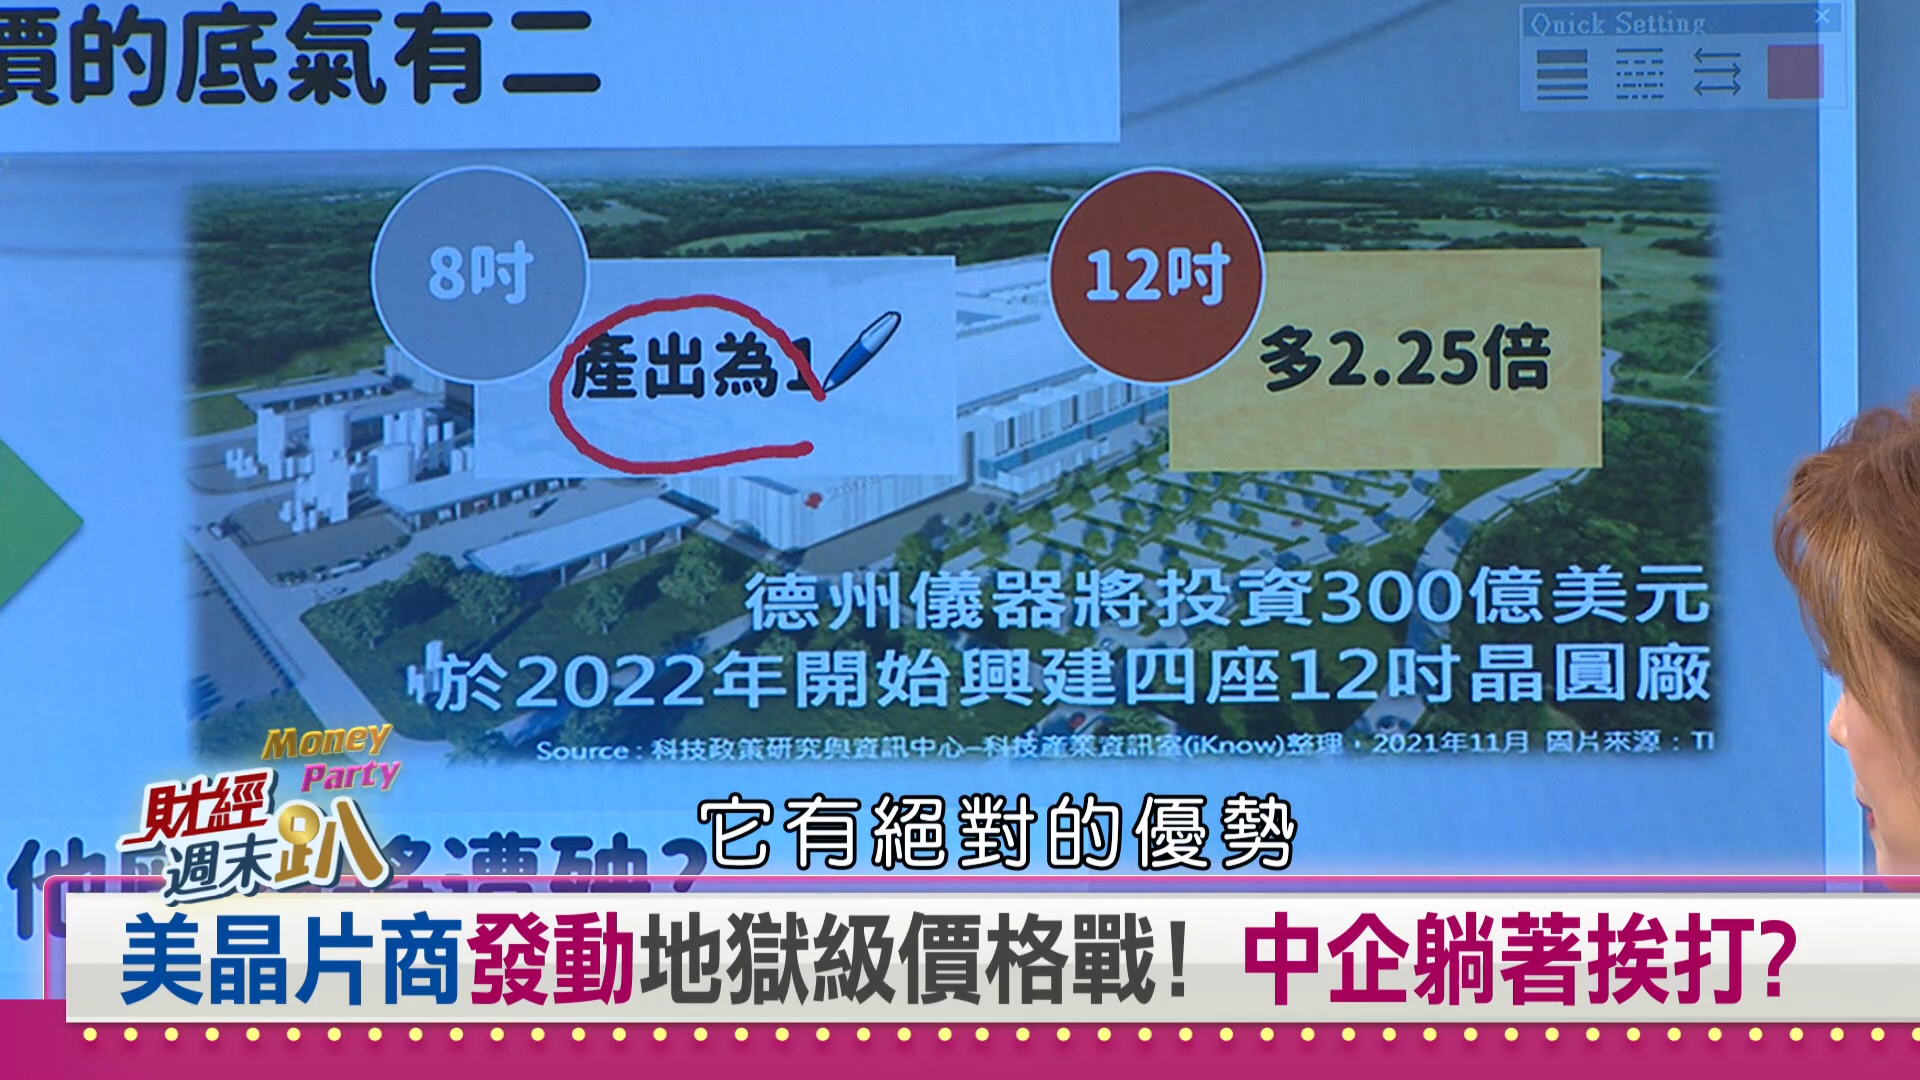 價的底氣有二
Quick Setting
8吋
產出為1
12吋
多2.25倍
德州儀器將投資300億美元
於2022年開始興建四座12吋晶圓廠
Source : 科技政策研究與資訊中心–科技產業資訊室(iKnow)整理，2021年11月 圖片來源：TI
Money
Party
財經
週末趴
它有絕對的優勢
美晶片商發動地獄級價格戰! 中企躺著挨打?